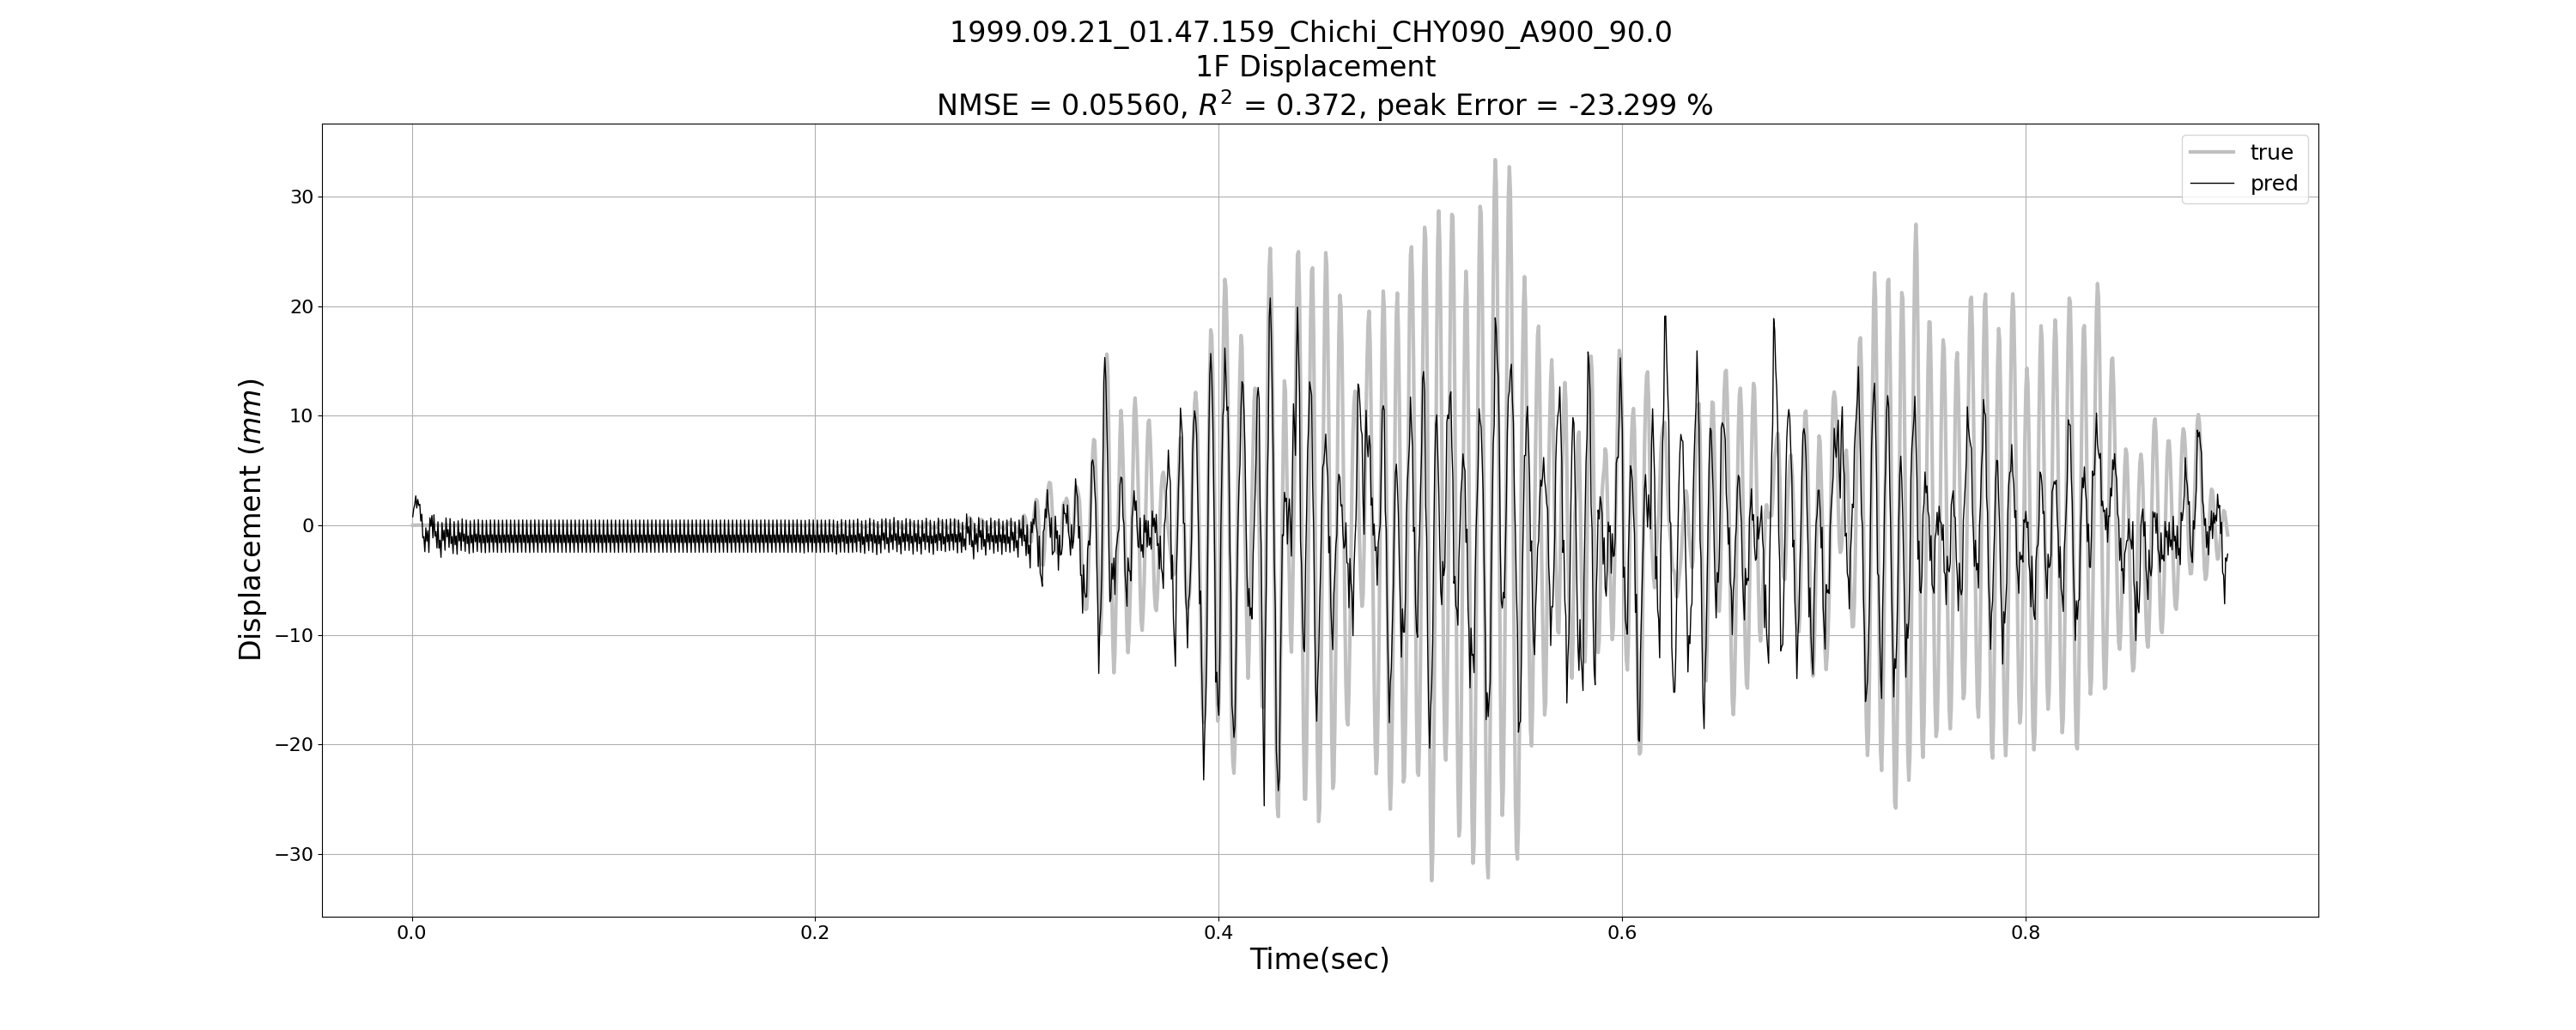 1999.09.21_01.47.159_Chichi_CHY090_A900_90.0
1F Displacement
NMSE = 0.05560, R² = 0.372, peak Error = -23.299 %
true
pred
30
20
10
0
−10
−20
−30
Displacement (mm)
0.0 0.2 0.4 0.6 0.8
Time(sec)